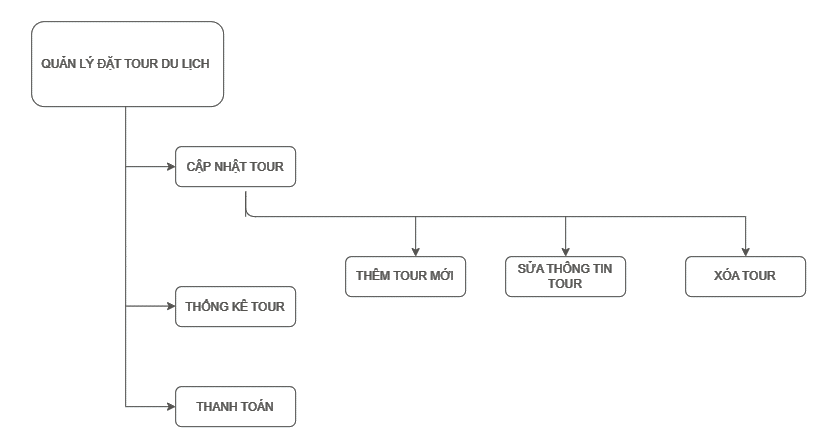 QUẢN LÝ ĐẶT TOUR DU LỊCH
CẬP NHẬT TOUR
THÊM TOUR MỚI
SỬA THÔNG TIN
TOUR
XÓA TOUR
THỐNG KÊ TOUR
THANH TOÁN